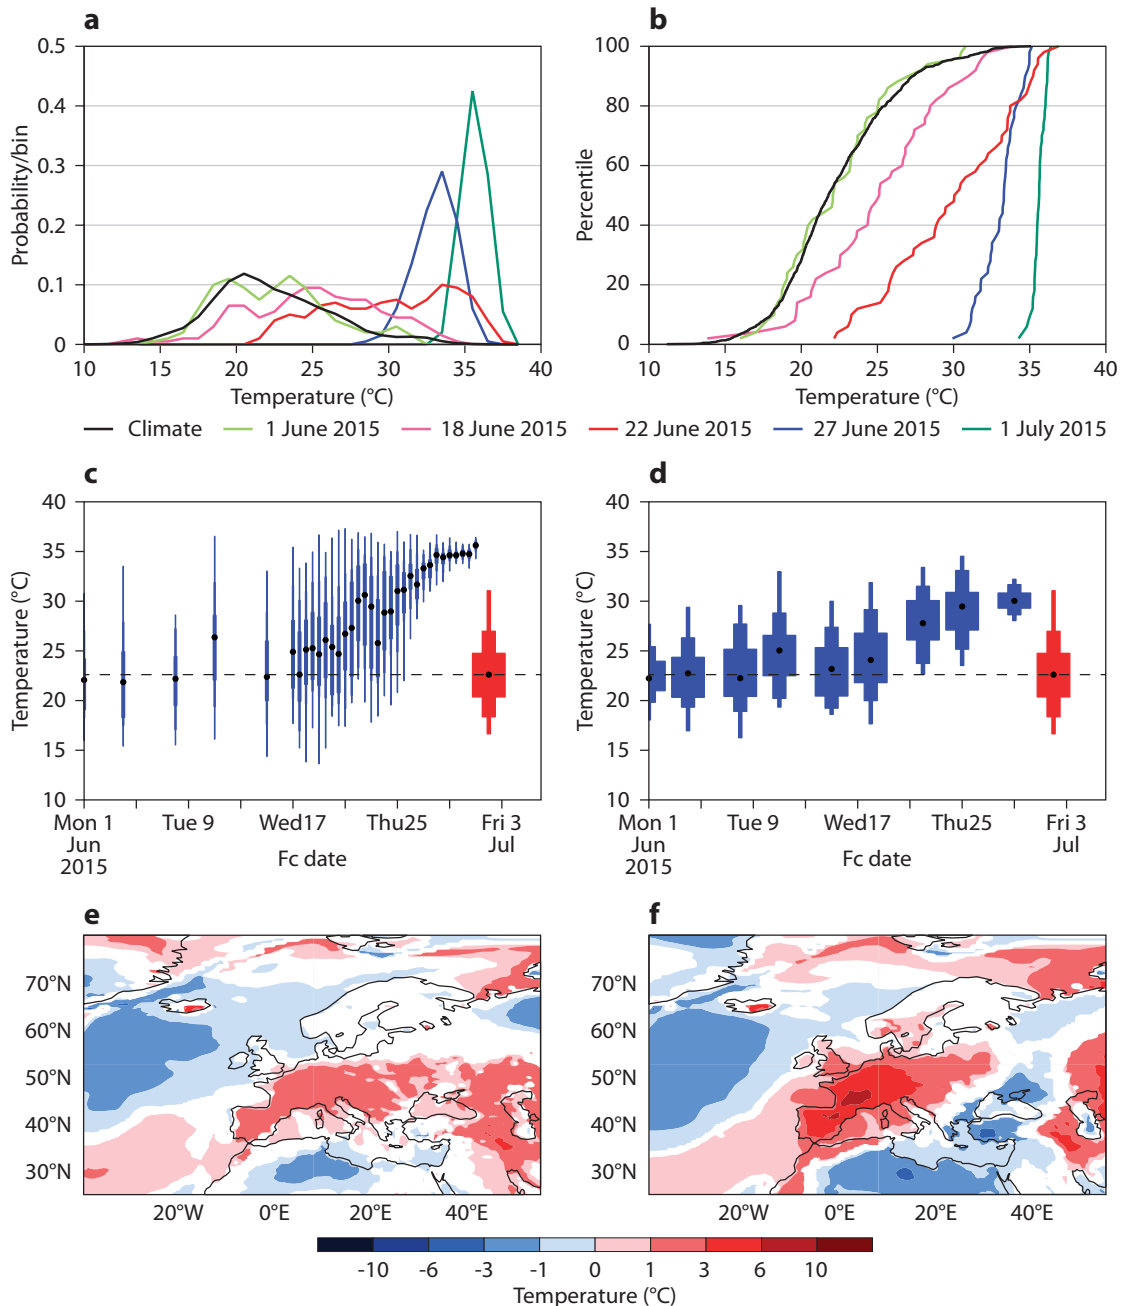 a
b
0.5
0.4
0.3
0.2
0.1
0
Probability/bin
10 15 20 25 30 35 40
Temperature (°C)
100
80
60
40
20
0
Percentile
10 15 20 25 30 35 40
Temperature (°C)
Climate 1 June 2015 18 June 2015 22 June 2015 27 June 2015 1 July 2015
c
d
40
35
30
25
20
15
10
Temperature (°C)
Mon 1 Tue 9 Wed17 Thu25 Fri 3
Jun Jul
2015
Fc date
40
35
30
25
20
15
10
Temperature (°C)
Mon 1 Tue 9 Wed17 Thu25 Fri 3
Jun Jul
2015
Fc date
e
f
70°N
60°N
50°N
40°N
30°N
20°W 0°E 20°E 40°E
70°N
60°N
50°N
40°N
30°N
20°W 0°E 20°E 40°E
-10 -6 -3 -1 0 1 3 6 10
Temperature (°C)